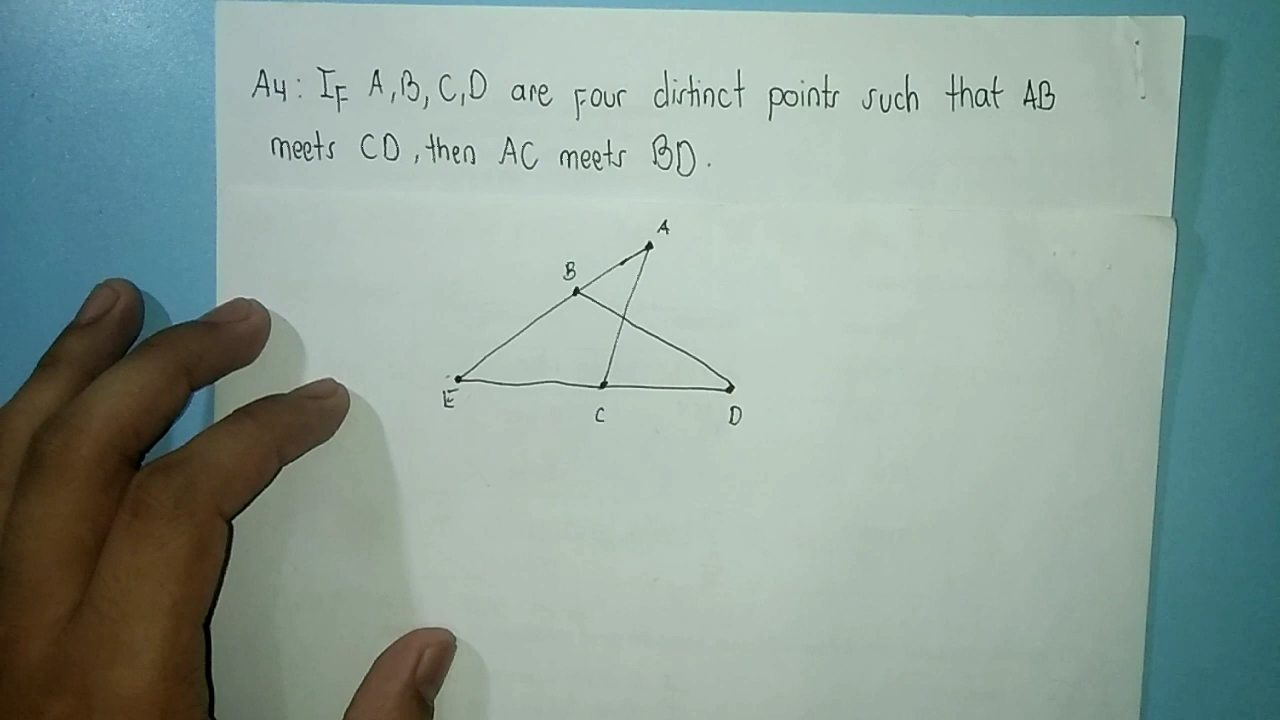 A4: If A, B, C, D are four distinct points such that AB
meets CD, then AC meets BD.
A
B
E
C
D